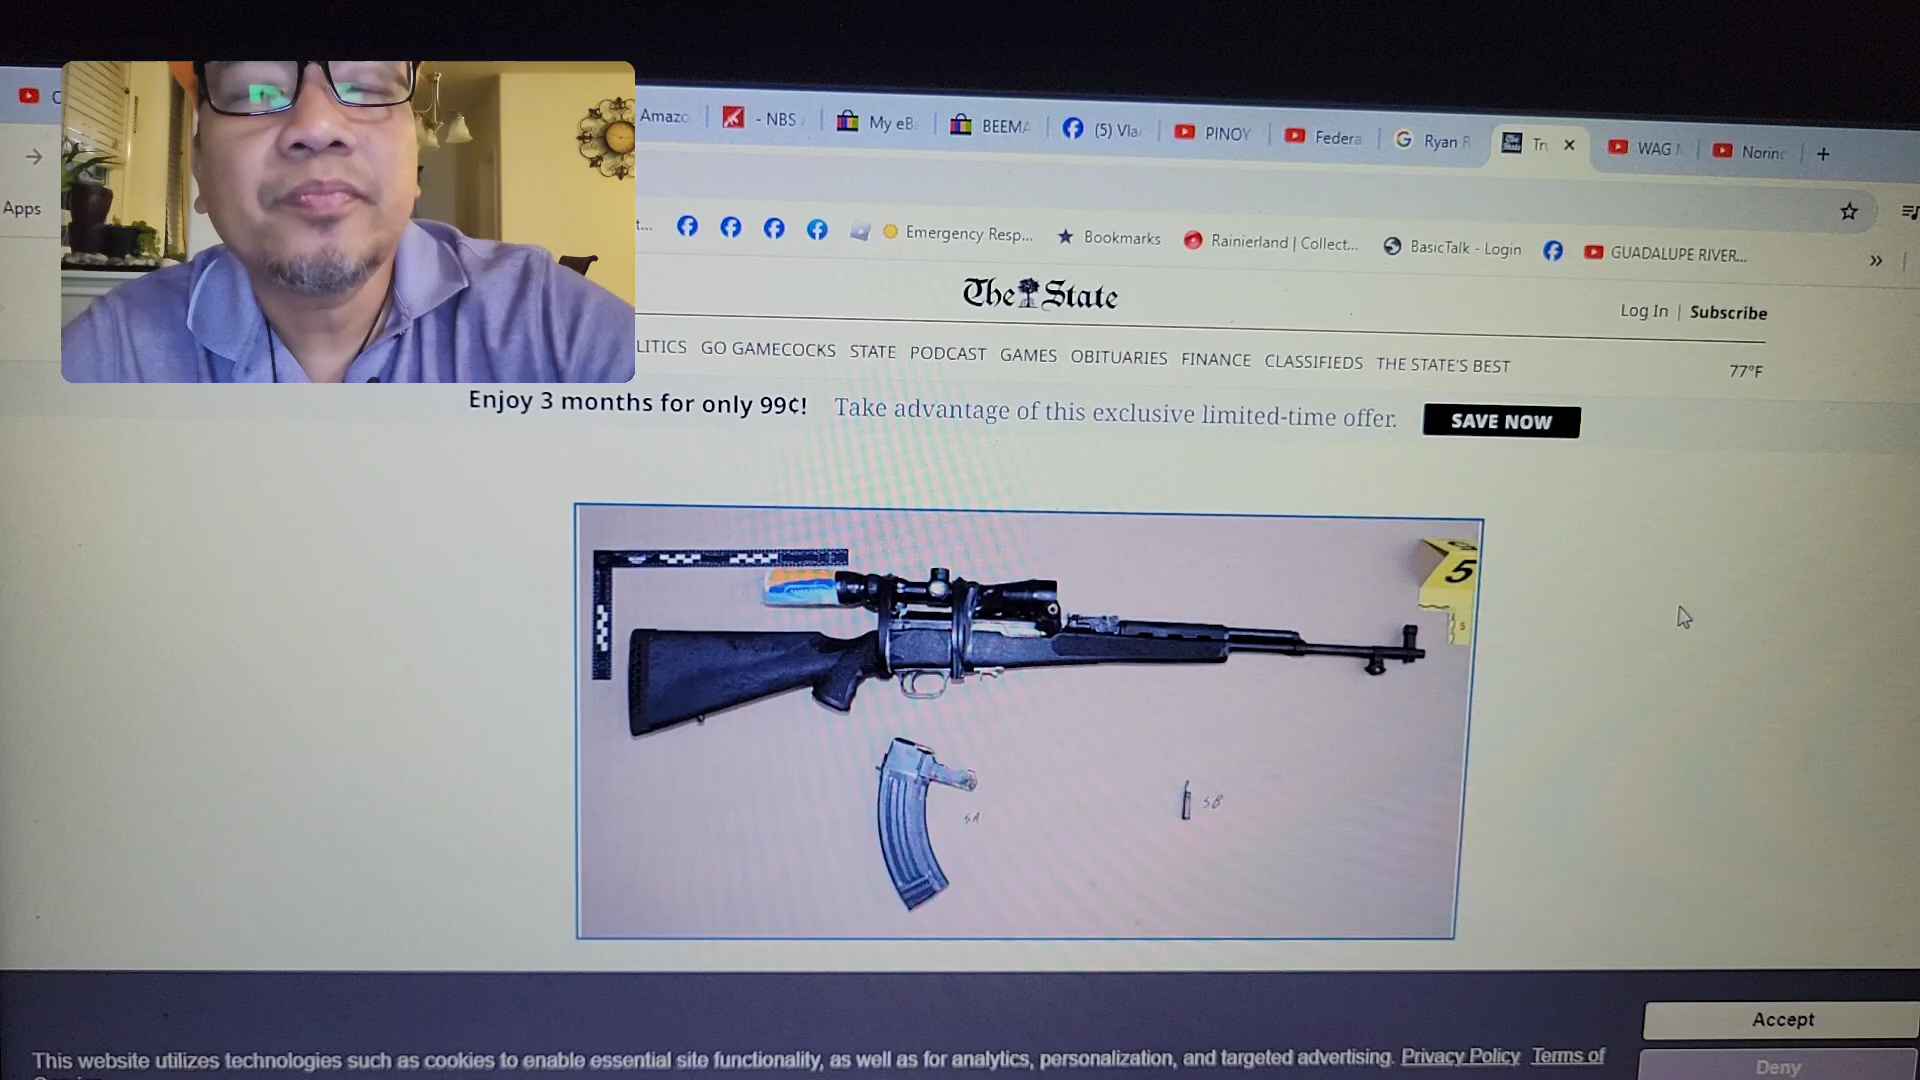 Amazo
- NBS
My eB
BEEMA
(5) Vla
PINOY
Federa
Ryan R
Tru
WAG
Norinc
Apps
t...
Emergency Resp...
Bookmarks
Rainierland | Collect...
BasicTalk - Login
GUADALUPE RIVER...
The State
Log In | Subscribe
LITICS GO GAMECOCKS STATE PODCAST GAMES OBITUARIES FINANCE CLASSIFIEDS THE STATE'S BEST
77°F
Enjoy 3 months for only 99¢! Take advantage of this exclusive limited-time offer. SAVE NOW
5
5
5A
5B
Accept
This website utilizes technologies such as cookies to enable essential site functionality, as well as for analytics, personalization, and targeted advertising. Privacy Policy Terms of
Deny